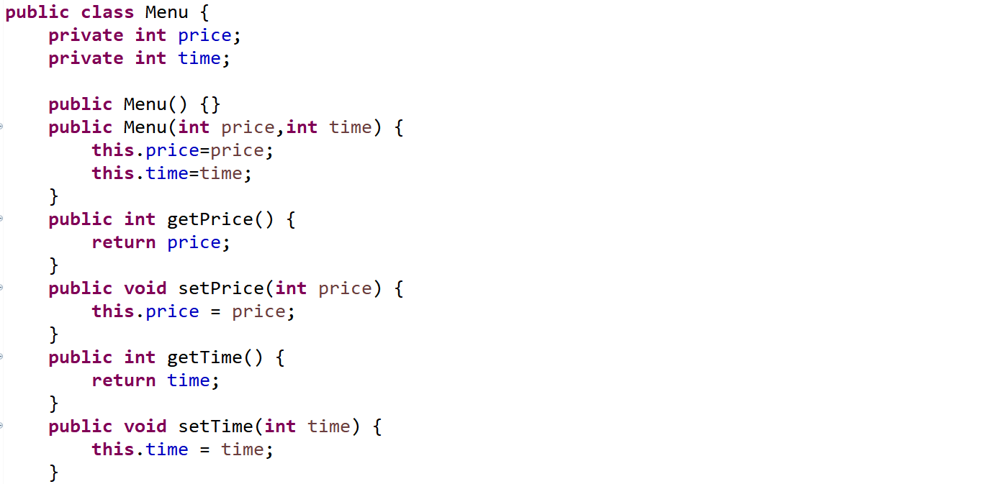 public class Menu {
    private int price;
    private int time;

    public Menu() {}
    public Menu(int price,int time) {
        this.price=price;
        this.time=time;
    }
    public int getPrice() {
        return price;
    }
    public void setPrice(int price) {
        this.price = price;
    }
    public int getTime() {
        return time;
    }
    public void setTime(int time) {
        this.time = time;
    }